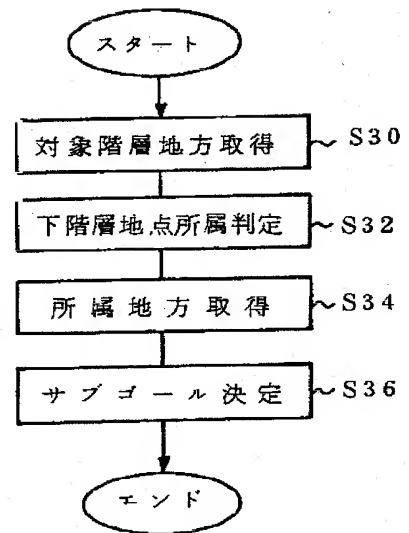 スタート
対象階層地方取得
S30
下階層地点所属判定
S32
所属地方取得
S34
サブゴール決定
S36
エンド